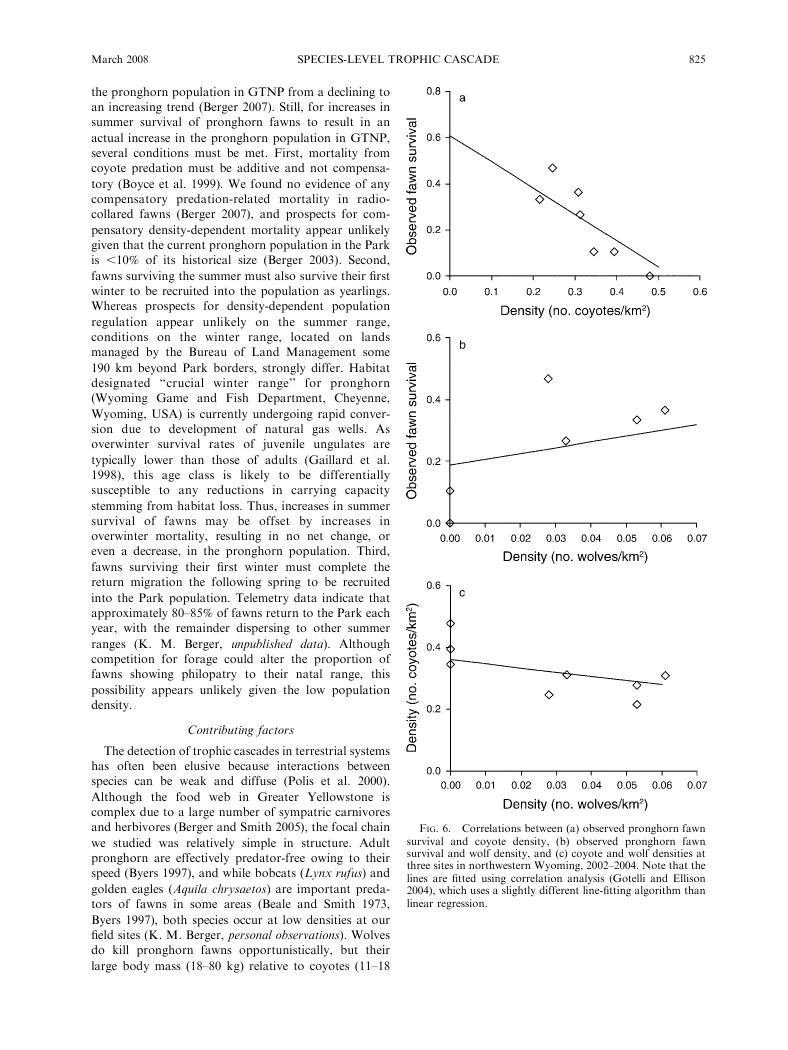 March 2008
SPECIES-LEVEL TROPHIC CASCADE
825
the pronghorn population in GTNP from a declining to
an increasing trend (Berger 2007). Still, for increases in
summer survival of pronghorn fawns to result in an
actual increase in the pronghorn population in GTNP,
several conditions must be met. First, mortality from
coyote predation must be additive and not compensa-
tory (Boyce et al. 1999). We found no evidence of any
compensatory predation-related mortality in radio-
collared fawns (Berger 2007), and prospects for com-
pensatory density-dependent mortality appear unlikely
given that the current pronghorn population in the Park
is <10% of its historical size (Berger 2003). Second,
fawns surviving the summer must also survive their first
winter to be recruited into the population as yearlings.
Whereas prospects for density-dependent population
regulation appear unlikely on the summer range,
conditions on the winter range, located on lands
managed by the Bureau of Land Management some
190 km beyond Park borders, strongly differ. Habitat
designated “crucial winter range” for pronghorn
(Wyoming Game and Fish Department, Cheyenne,
Wyoming, USA) is currently undergoing rapid conver-
sion due to development of natural gas wells. As
overwinter survival rates of juvenile ungulates are
typically lower than those of adults (Gaillard et al.
1998), this age class is likely to be differentially
susceptible to any reductions in carrying capacity
stemming from habitat loss. Thus, increases in summer
survival of fawns may be offset by increases in
overwinter mortality, resulting in no net change, or
even a decrease, in the pronghorn population. Third,
fawns surviving their first winter must complete the
return migration the following spring to be recruited
into the Park population. Telemetry data indicate that
approximately 80–85% of fawns return to the Park each
year, with the remainder dispersing to other summer
ranges (K. M. Berger, unpublished data). Although
competition for forage could alter the proportion of
fawns showing philopatry to their natal range, this
possibility appears unlikely given the low population
density.
Contributing factors
The detection of trophic cascades in terrestrial systems
has often been elusive because interactions between
species can be weak and diffuse (Polis et al. 2000).
Although the food web in Greater Yellowstone is
complex due to a large number of sympatric carnivores
and herbivores (Berger and Smith 2005), the focal chain
we studied was relatively simple in structure. Adult
pronghorn are effectively predator-free owing to their
speed (Byers 1997), and while bobcats (Lynx rufus) and
golden eagles (Aquila chrysaetos) are important preda-
tors of fawns in some areas (Beale and Smith 1973,
Byers 1997), both species occur at low densities at our
field sites (K. M. Berger, personal observations). Wolves
do kill pronghorn fawns opportunistically, but their
large body mass (18–80 kg) relative to coyotes (11–18
a
Observed fawn survival
0.8
0.6
0.4
0.2
0.0
0.0 0.1 0.2 0.3 0.4 0.5 0.6
Density (no. coyotes/km²)
b
Observed fawn survival
0.6
0.4
0.2
0.0
0.00 0.01 0.02 0.03 0.04 0.05 0.06 0.07
Density (no. wolves/km²)
c
Density (no. coyotes/km²)
0.6
0.4
0.2
0.0
0.00 0.01 0.02 0.03 0.04 0.05 0.06 0.07
Density (no. wolves/km²)
FIG. 6. Correlations between (a) observed pronghorn fawn
survival and coyote density, (b) observed pronghorn fawn
survival and wolf density, and (c) coyote and wolf densities at
three sites in northwestern Wyoming, 2002–2004. Note that the
lines are fitted using correlation analysis (Gotelli and Ellison
2004), which uses a slightly different line-fitting algorithm than
linear regression.